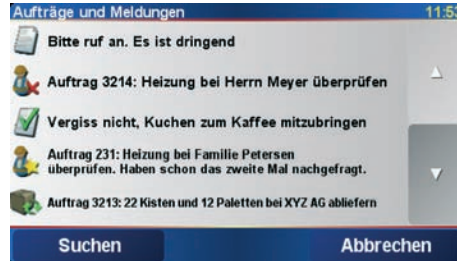 Aufträge und Meldungen 11:53
Bitte ruf an. Es ist dringend
Auftrag 3214: Heizung bei Herrn Meyer überprüfen
Vergiss nicht, Kuchen zum Kaffee mitzubringen
Auftrag 231: Heizung bei Familie Petersen
überprüfen. Haben schon das zweite Mal nachgefragt.
Auftrag 3213: 22 Kisten und 12 Paletten bei XYZ AG abliefern
Suchen Abbrechen